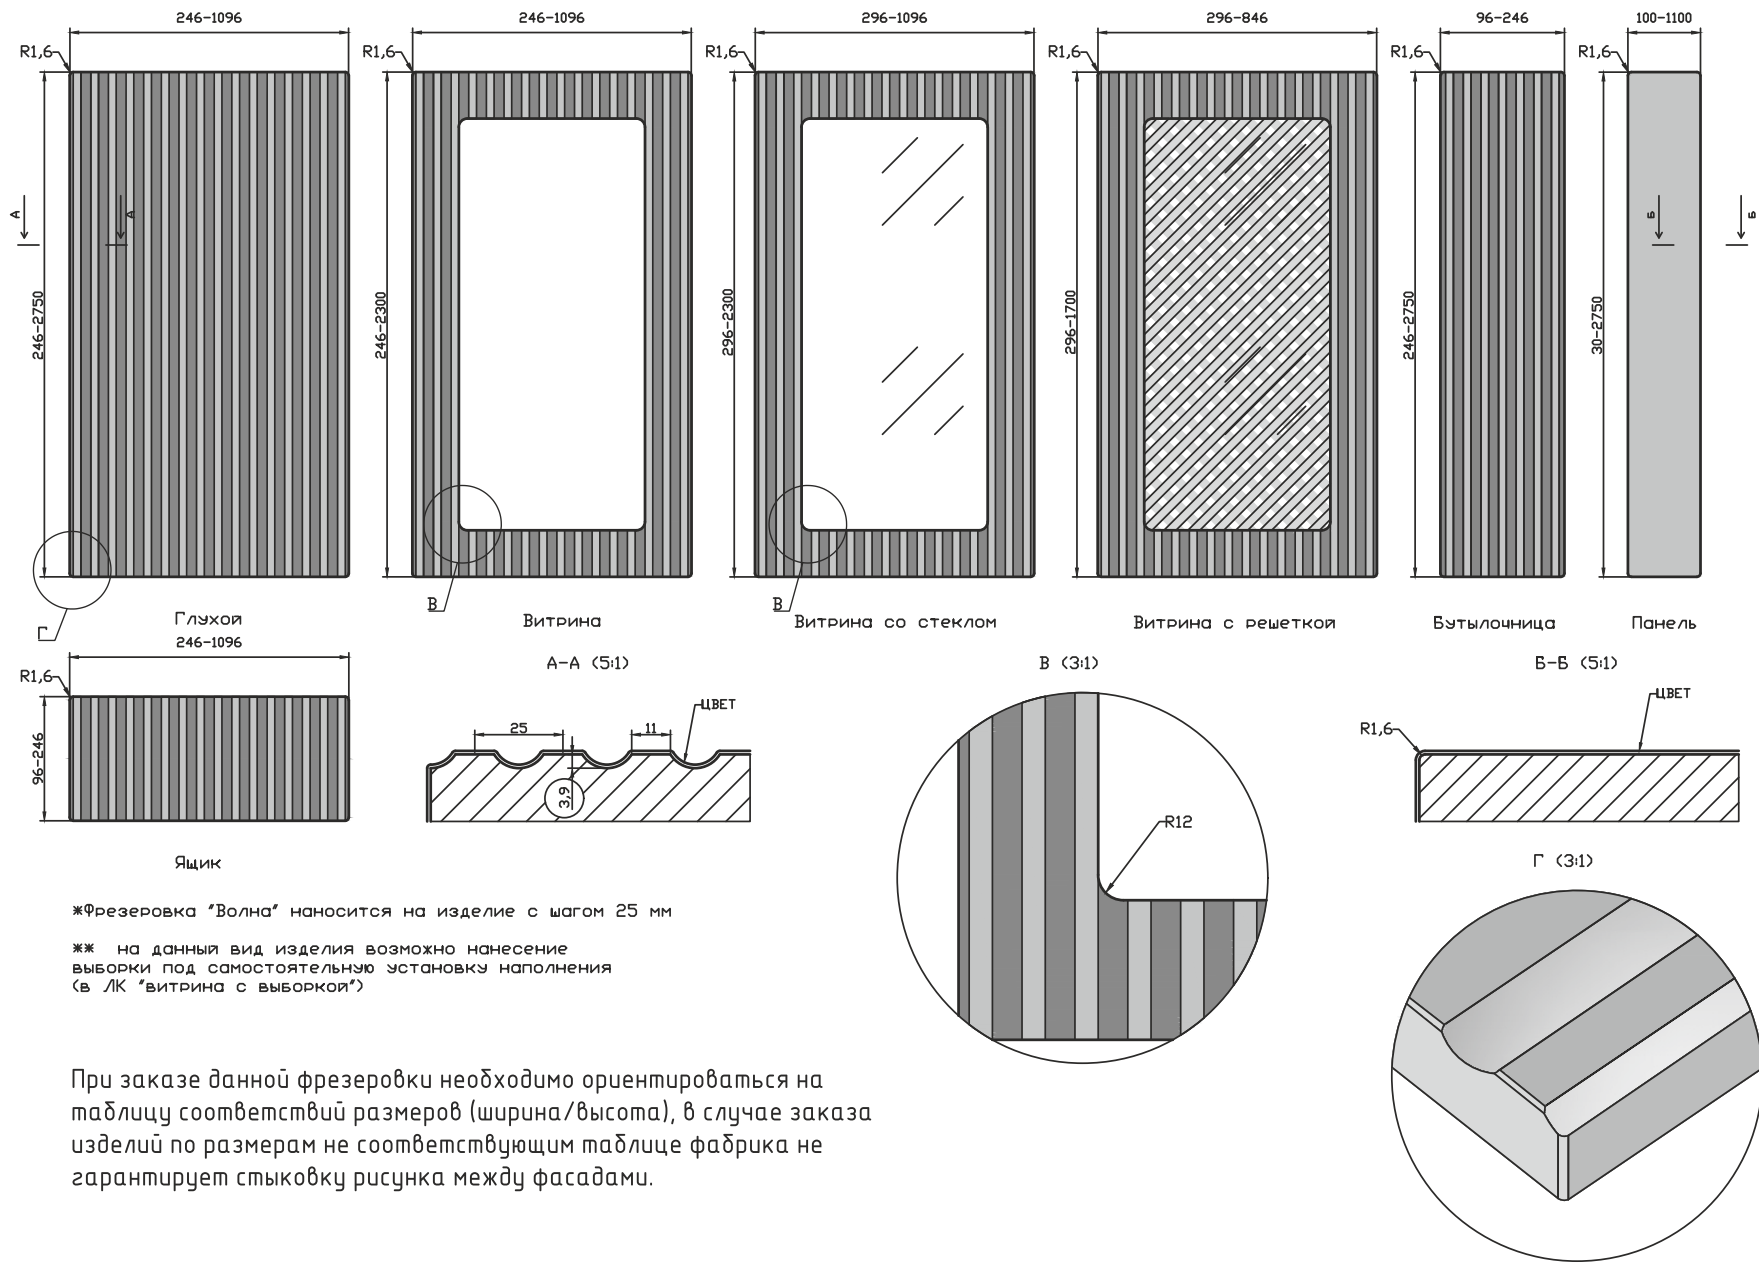 246-1096
246-1096
296-1096
296-846
96-246
100-1100
R1,6
R1,6
R1,6
R1,6
R1,6
R1,6
А
А
Б
Б
246-2750
246-2300
296-2300
296-1700
246-2750
30-2750
Г
В
В
Глухой
Витрина
Витрина со стеклом
Витрина с решеткой
Бутылочница
Панель
246-1096
R1,6
96-246
Ящик
А-А (5:1)
25
11
ЦВЕТ
3,9
В (3:1)
R12
Б-Б (5:1)
ЦВЕТ
R1,6
Г (3:1)
*Фрезеровка "Волна" наносится на изделие с шагом 25 мм
** на данный вид изделия возможно нанесение
выборки под самостоятельную установку наполнения
(в ЛК "витрина с выборкой")
При заказе данной фрезеровки необходимо ориентироваться на
таблицу соответствий размеров (ширина/высота), в случае заказа
изделий по размерам не соответствующим таблице фабрика не
гарантирует стыковку рисунка между фасадами.